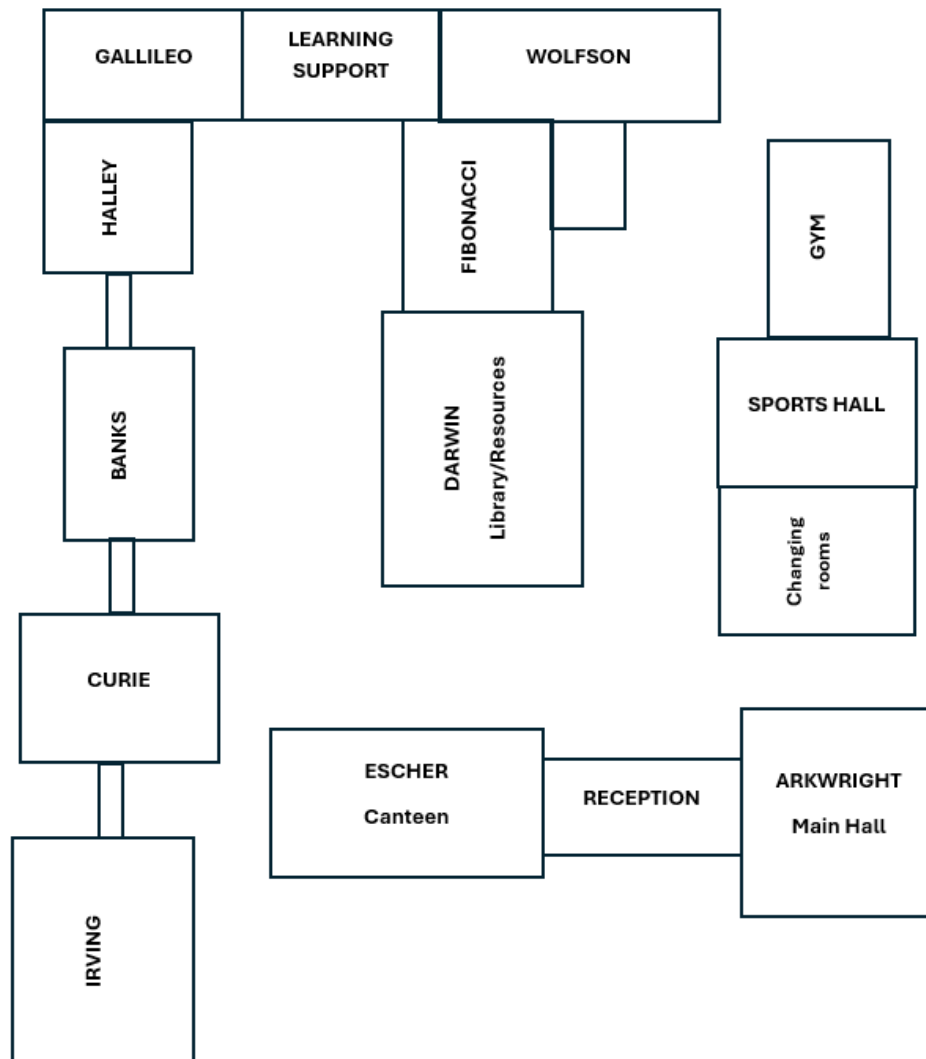 GALLILEO
LEARNING
SUPPORT
WOLFSON
HALLEY
FIBONACCI
GYM
BANKS
DARWIN
Library/Resources
SPORTS HALL
Changing
rooms
CURIE
ESCHER
Canteen
RECEPTION
ARKWRIGHT
Main Hall
IRVING